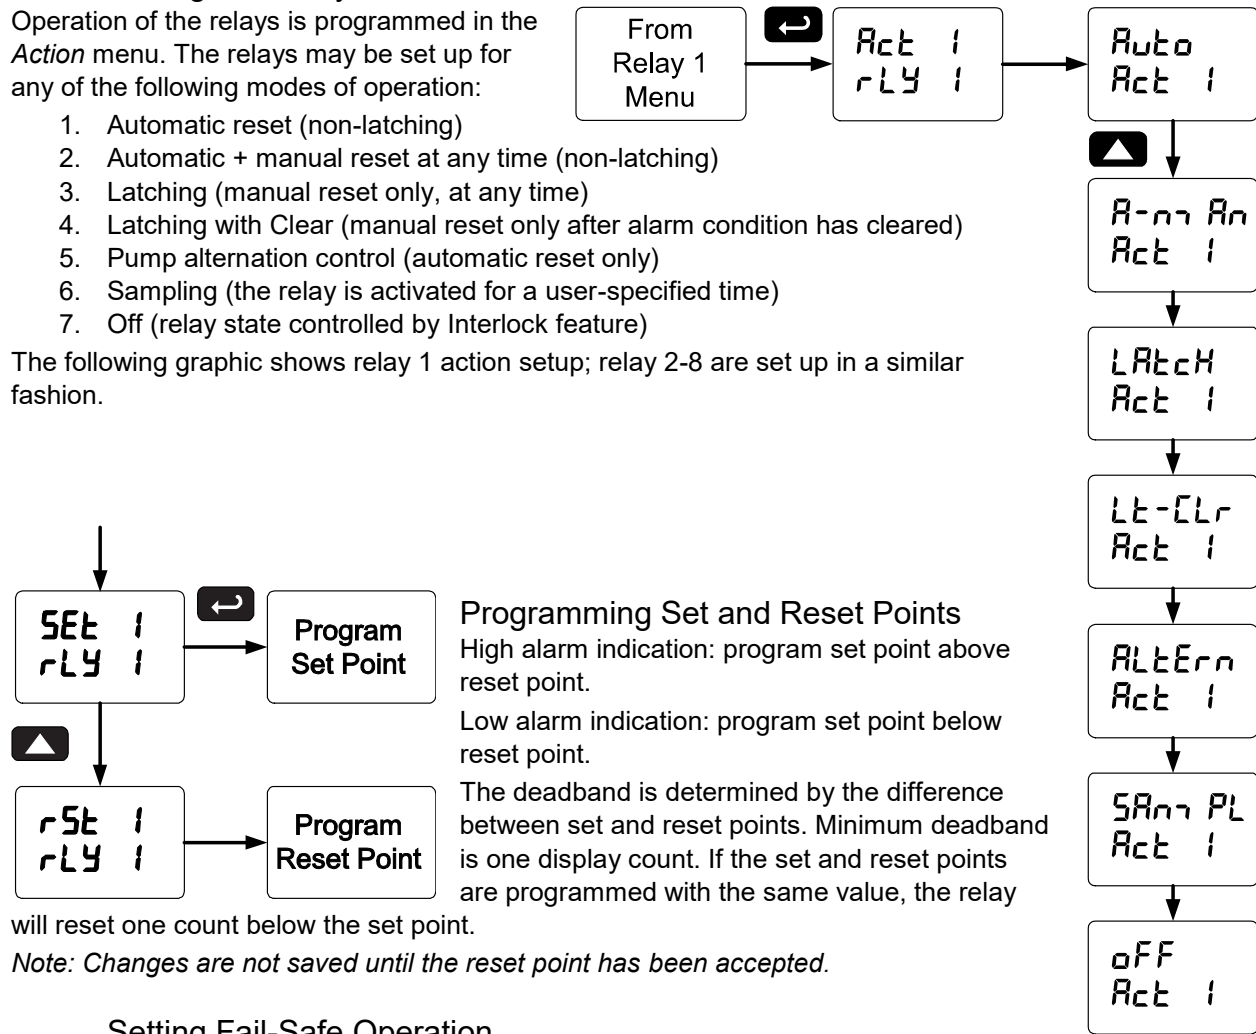 Operation of the relays is programmed in the
Action menu. The relays may be set up for
any of the following modes of operation:
1. Automatic reset (non-latching)
2. Automatic + manual reset at any time (non-latching)
3. Latching (manual reset only, at any time)
4. Latching with Clear (manual reset only after alarm condition has cleared)
5. Pump alternation control (automatic reset only)
6. Sampling (the relay is activated for a user-specified time)
7. Off (relay state controlled by Interlock feature)
The following graphic shows relay 1 action setup; relay 2-8 are set up in a similar
fashion.
From
Relay 1
Menu
Act 1
rLY 1
Auto
Act 1
A-mAn
Act 1
LAtcH
Act 1
Lt-CLr
Act 1
ALtErn
Act 1
SAmPL
Act 1
oFF
Act 1
SEt 1
rLY 1
Program
Set Point
rSt 1
rLY 1
Program
Reset Point
Programming Set and Reset Points
High alarm indication: program set point above
reset point.
Low alarm indication: program set point below
reset point.
The deadband is determined by the difference
between set and reset points. Minimum deadband
is one display count. If the set and reset points
are programmed with the same value, the relay
will reset one count below the set point.
Note: Changes are not saved until the reset point has been accepted.
Setting Fail-Safe Operation